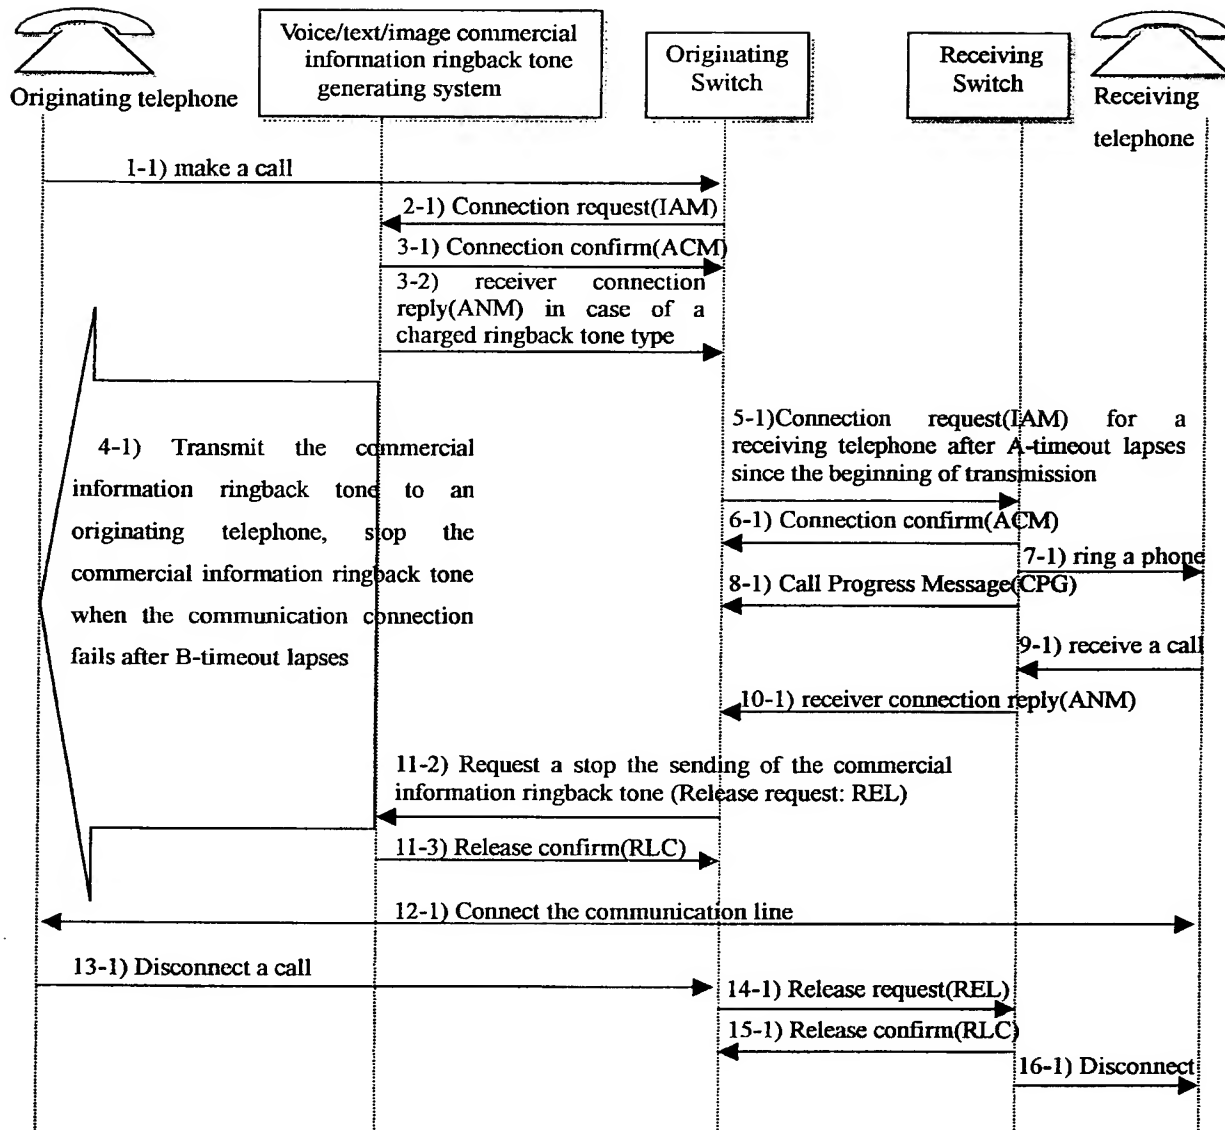 Voice/text/image commercial
information ringback tone
generating system
Originating
Switch
Receiving
Switch
Originating telephone
Receiving
telephone
1-1) make a call
2-1) Connection request(IAM)
3-1) Connection confirm(ACM)
3-2) receiver connection
reply(ANM) in case of a
charged ringback tone type
4-1) Transmit the commercial
information ringback tone to an
originating telephone, stop the
commercial information ringback tone
when the communication connection
fails after B-timeout lapses
5-1)Connection request(IAM) for a
receiving telephone after A-timeout lapses
since the beginning of transmission
6-1) Connection confirm(ACM)
7-1) ring a phone
8-1) Call Progress Message(CPG)
9-1) receive a call
10-1) receiver connection reply(ANM)
11-2) Request a stop the sending of the commercial
information ringback tone (Release request: REL)
11-3) Release confirm(RLC)
12-1) Connect the communication line
13-1) Disconnect a call
14-1) Release request(REL)
15-1) Release confirm(RLC)
16-1) Disconnect